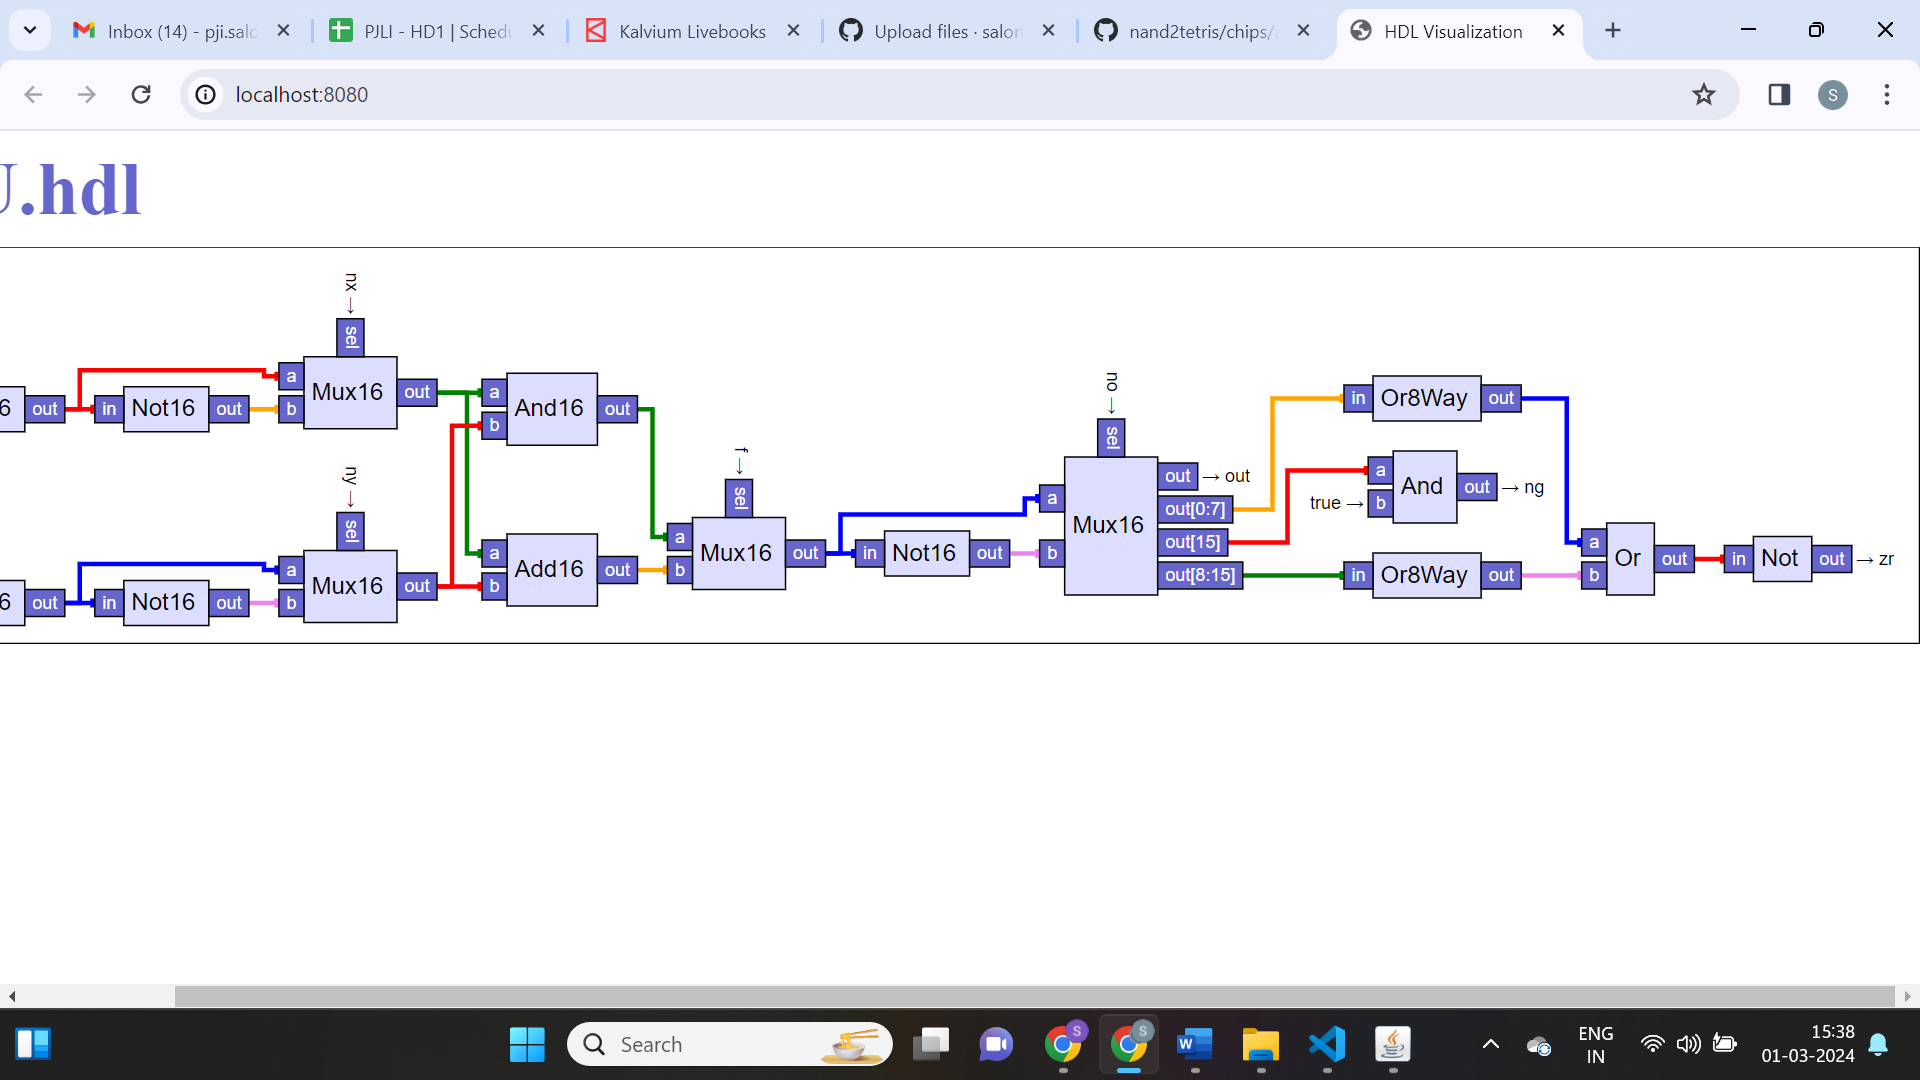 Inbox (14) - pji.salo
PJLI - HD1 | Schedu
Kalvium Livebooks
Upload files · salon
nand2tetris/chips/a
HDL Visualization
localhost:8080
S
U.hdl
nx →
sel
a
Mux16
out
6
out
in
Not16
out
b
a
And16
out
b
ny →
sel
a
Mux16
out
6
out
in
Not16
out
b
a
Add16
out
b
f →
sel
a
Mux16
out
b
in
Not16
out
no →
sel
a
Mux16
b
out → out
out[0:7]
out[15]
out[8:15]
in
Or8Way
out
a
And
out → ng
true → b
in
Or8Way
out
a
Or
out
b
in
Not
out → zr
Search
S
S
ENG
IN
15:38
01-03-2024